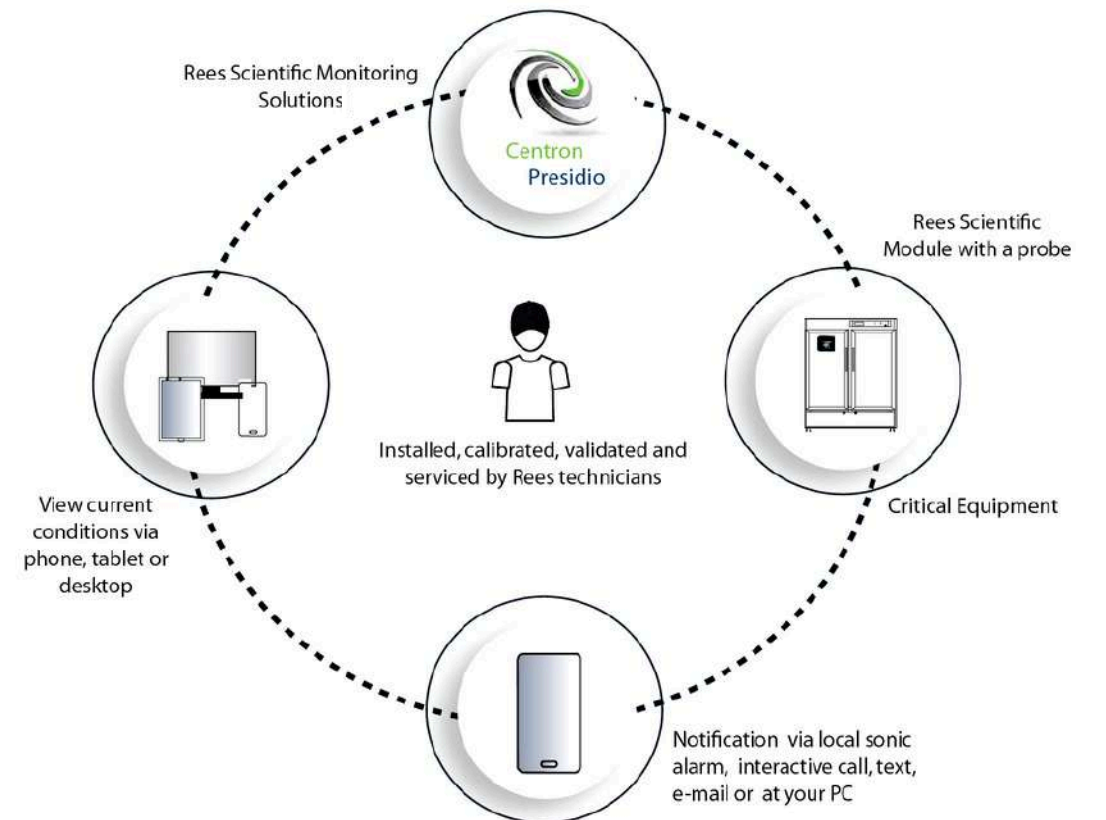 Rees Scientific Monitoring
Solutions
Centron
Presidio
Rees Scientific
Module with a probe
Installed, calibrated, validated and
serviced by Rees technicians
View current
conditions via
phone, tablet or
desktop
Critical Equipment
Notification via local sonic
alarm, interactive call, text,
e-mail or at your PC